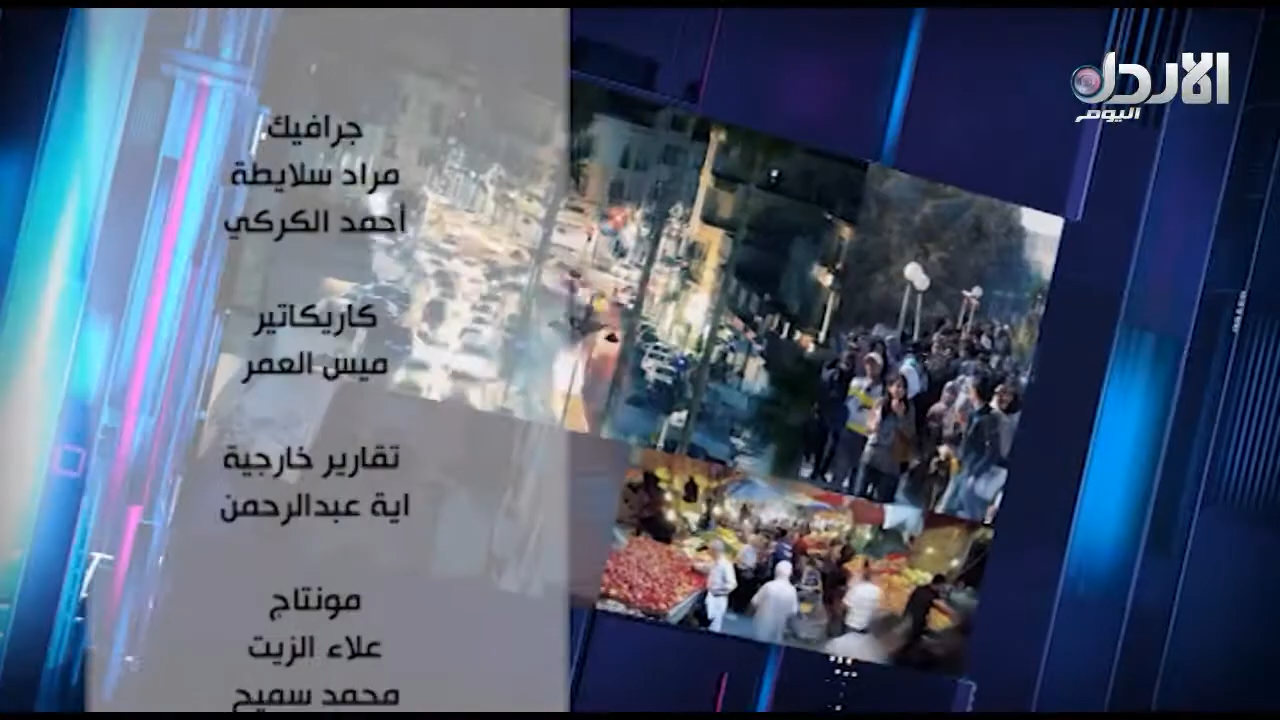 الاردن
اليوم
جرافيك
مراد سلايطة
أحمد الكركي
كاريكاتير
ميس العمر
تقارير خارجية
اية عبدالرحمن
مونتاج
علاء الزيت
محمد سميح